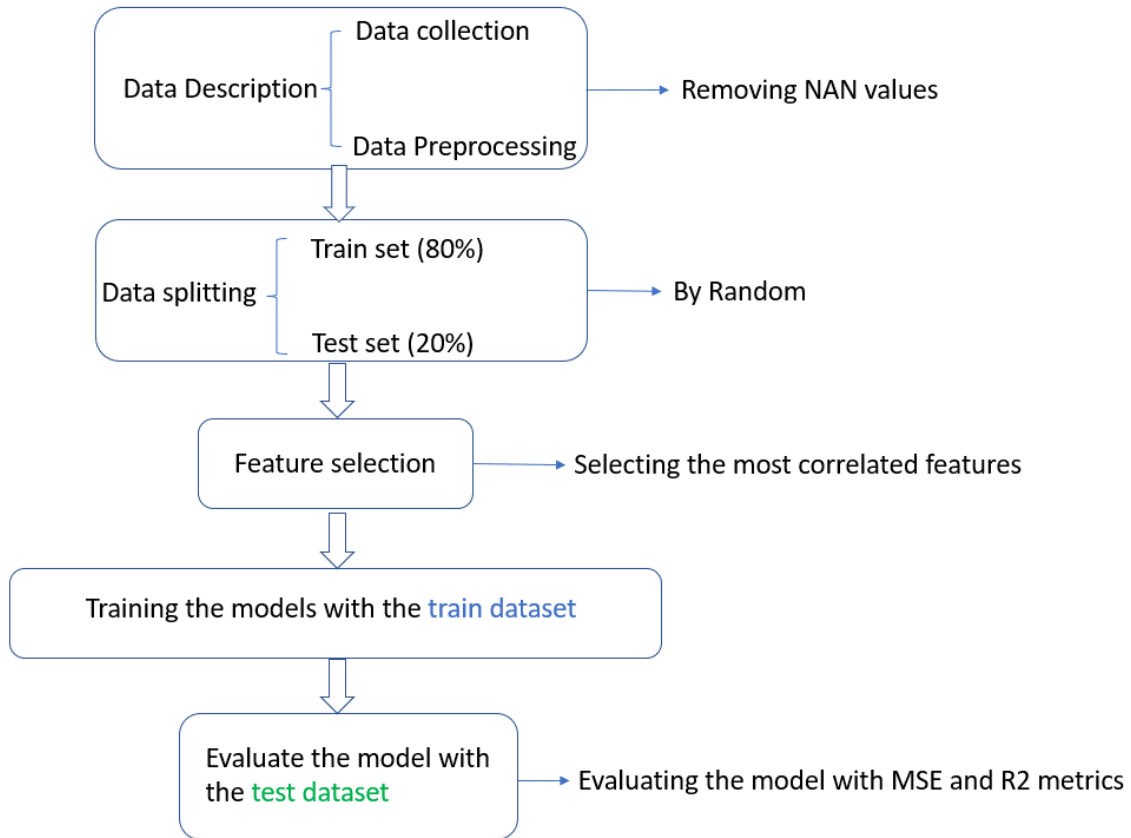 Data collection
Data Description
Removing NAN values
Data Preprocessing
Train set (80%)
Data splitting
By Random
Test set (20%)
Feature selection
Selecting the most correlated features
Training the models with the train dataset
Evaluate the model with
the test dataset
Evaluating the model with MSE and R2 metrics